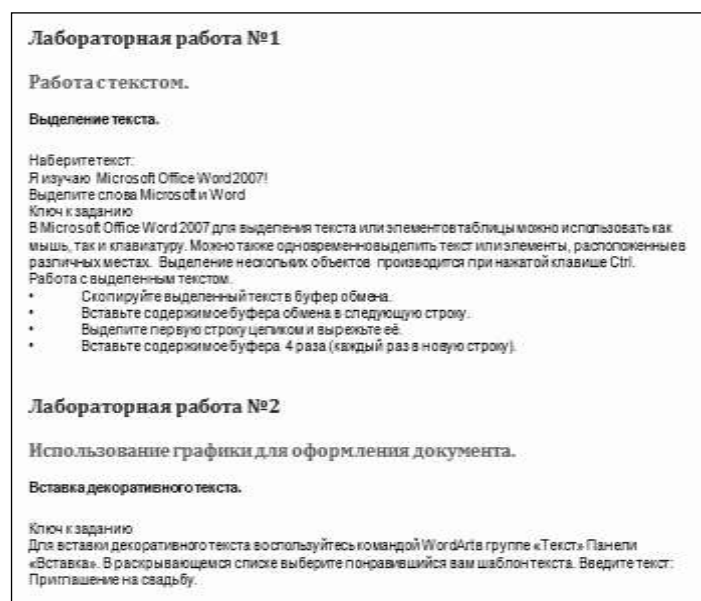 Лабораторная работа №1
Работа с текстом.
Выделение текста.
Наберите текст:
Я изучаю Microsoft Office Word 2007!
Выделите слова Microsoft и Word
Ключ к заданию
В Microsoft Office Word 2007 для выделения текста или элементов таблицы можно использовать как
мышь, так и клавиатуру. Можно также одновременно выделить текст или элементы, расположенные в
различных местах. Выделение нескольких объектов производится при нажатой клавише Ctrl.
Работа с выделенным текстом.
• Скопируйте выделенный текст в буфер обмена.
• Вставьте содержимое буфера обмена в следующую строку.
• Выделите первую строку целиком и вырежьте её.
• Вставьте содержимое буфера 4 раза (каждый раз в новую строку).
Лабораторная работа №2
Использование графики для оформления документа.
Вставка декоративного текста.
Ключ к заданию
Для вставки декоративного текста воспользуйтесь командой WordArt в группе «Текст» Панели
«Вставка». В раскрывающемся списке выберите понравившийся вам шаблон текста. Введите текст:
Приглашение на свадьбу.